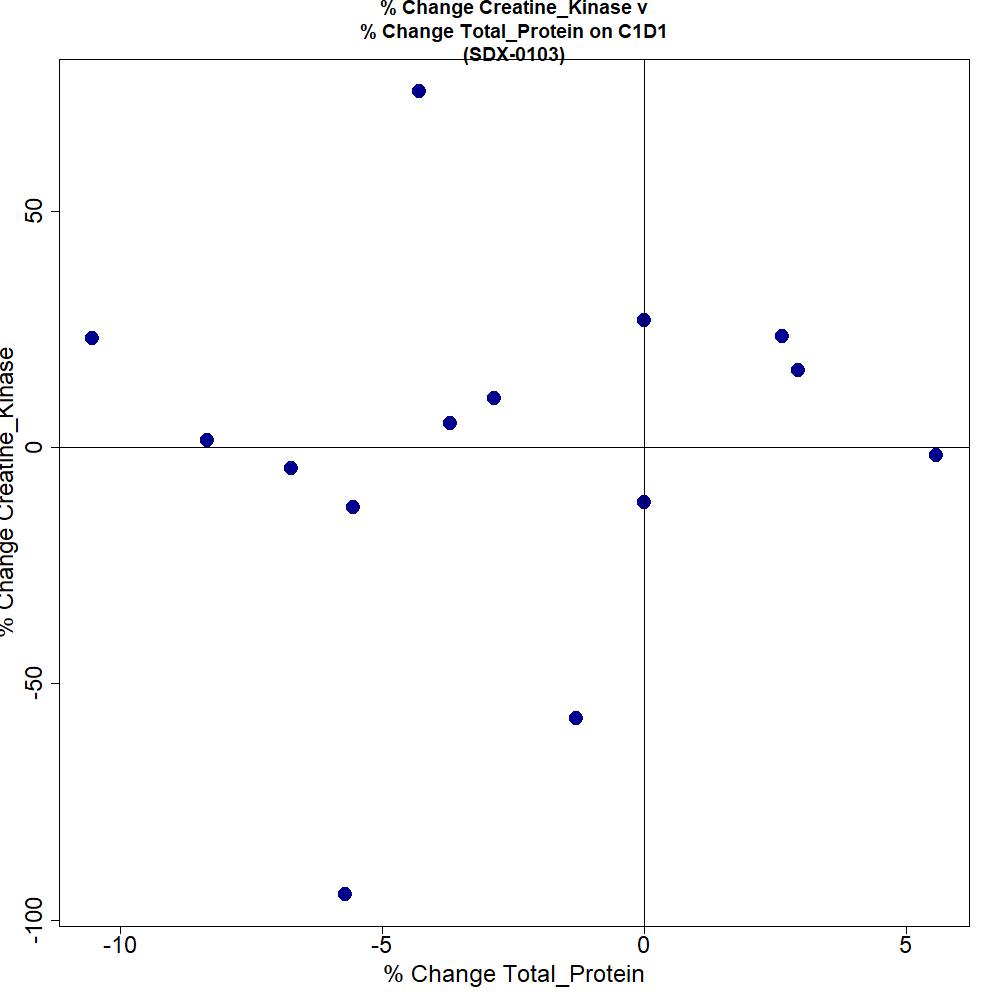 % Change Creatine_Kinase v
% Change Total_Protein on C1D1
(SDX-0103)
50
0
-50
-100
% Change Creatine_Kinase
-10
-5
0
5
% Change Total_Protein